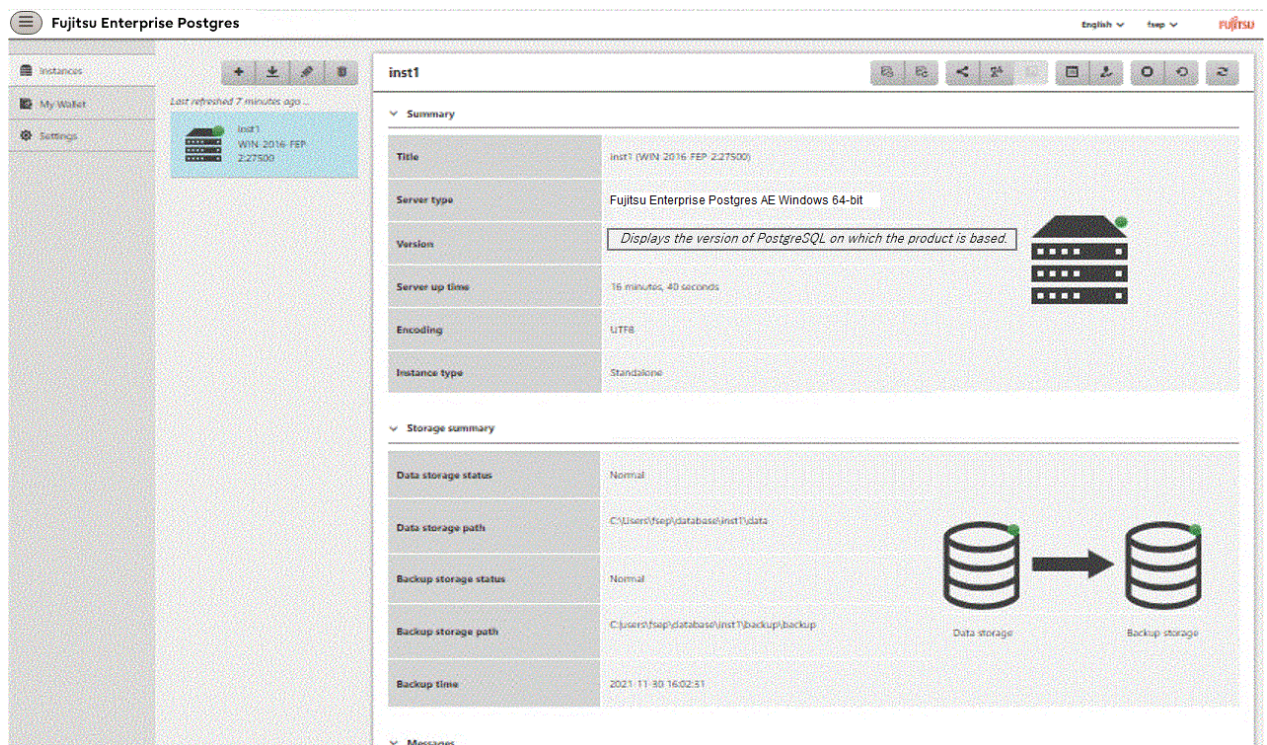 Fujitsu Enterprise Postgres
English
fsep
FUJITSU
Instances
My Wallet
Settings
Last refreshed 7 minutes ago ...
inst1
WIN-2016-FEP
2:27500
inst1
Summary
Title
inst1 (WIN-2016-FEP-2:27500)
Server type
Fujitsu Enterprise Postgres AE Windows 64-bit
Version
Displays the version of PostgreSQL on which the product is based.
Server up time
16 minutes, 40 seconds
Encoding
UTF8
Instance type
Standalone
Storage summary
Data storage status
Normal
Data storage path
C:\Users\fsep\database\inst1\data
Backup storage status
Normal
Backup storage path
C:\users\fsep\database\inst1\backup\backup
Data storage
Backup storage
Backup time
2021-11-30 16:02:31
Messages